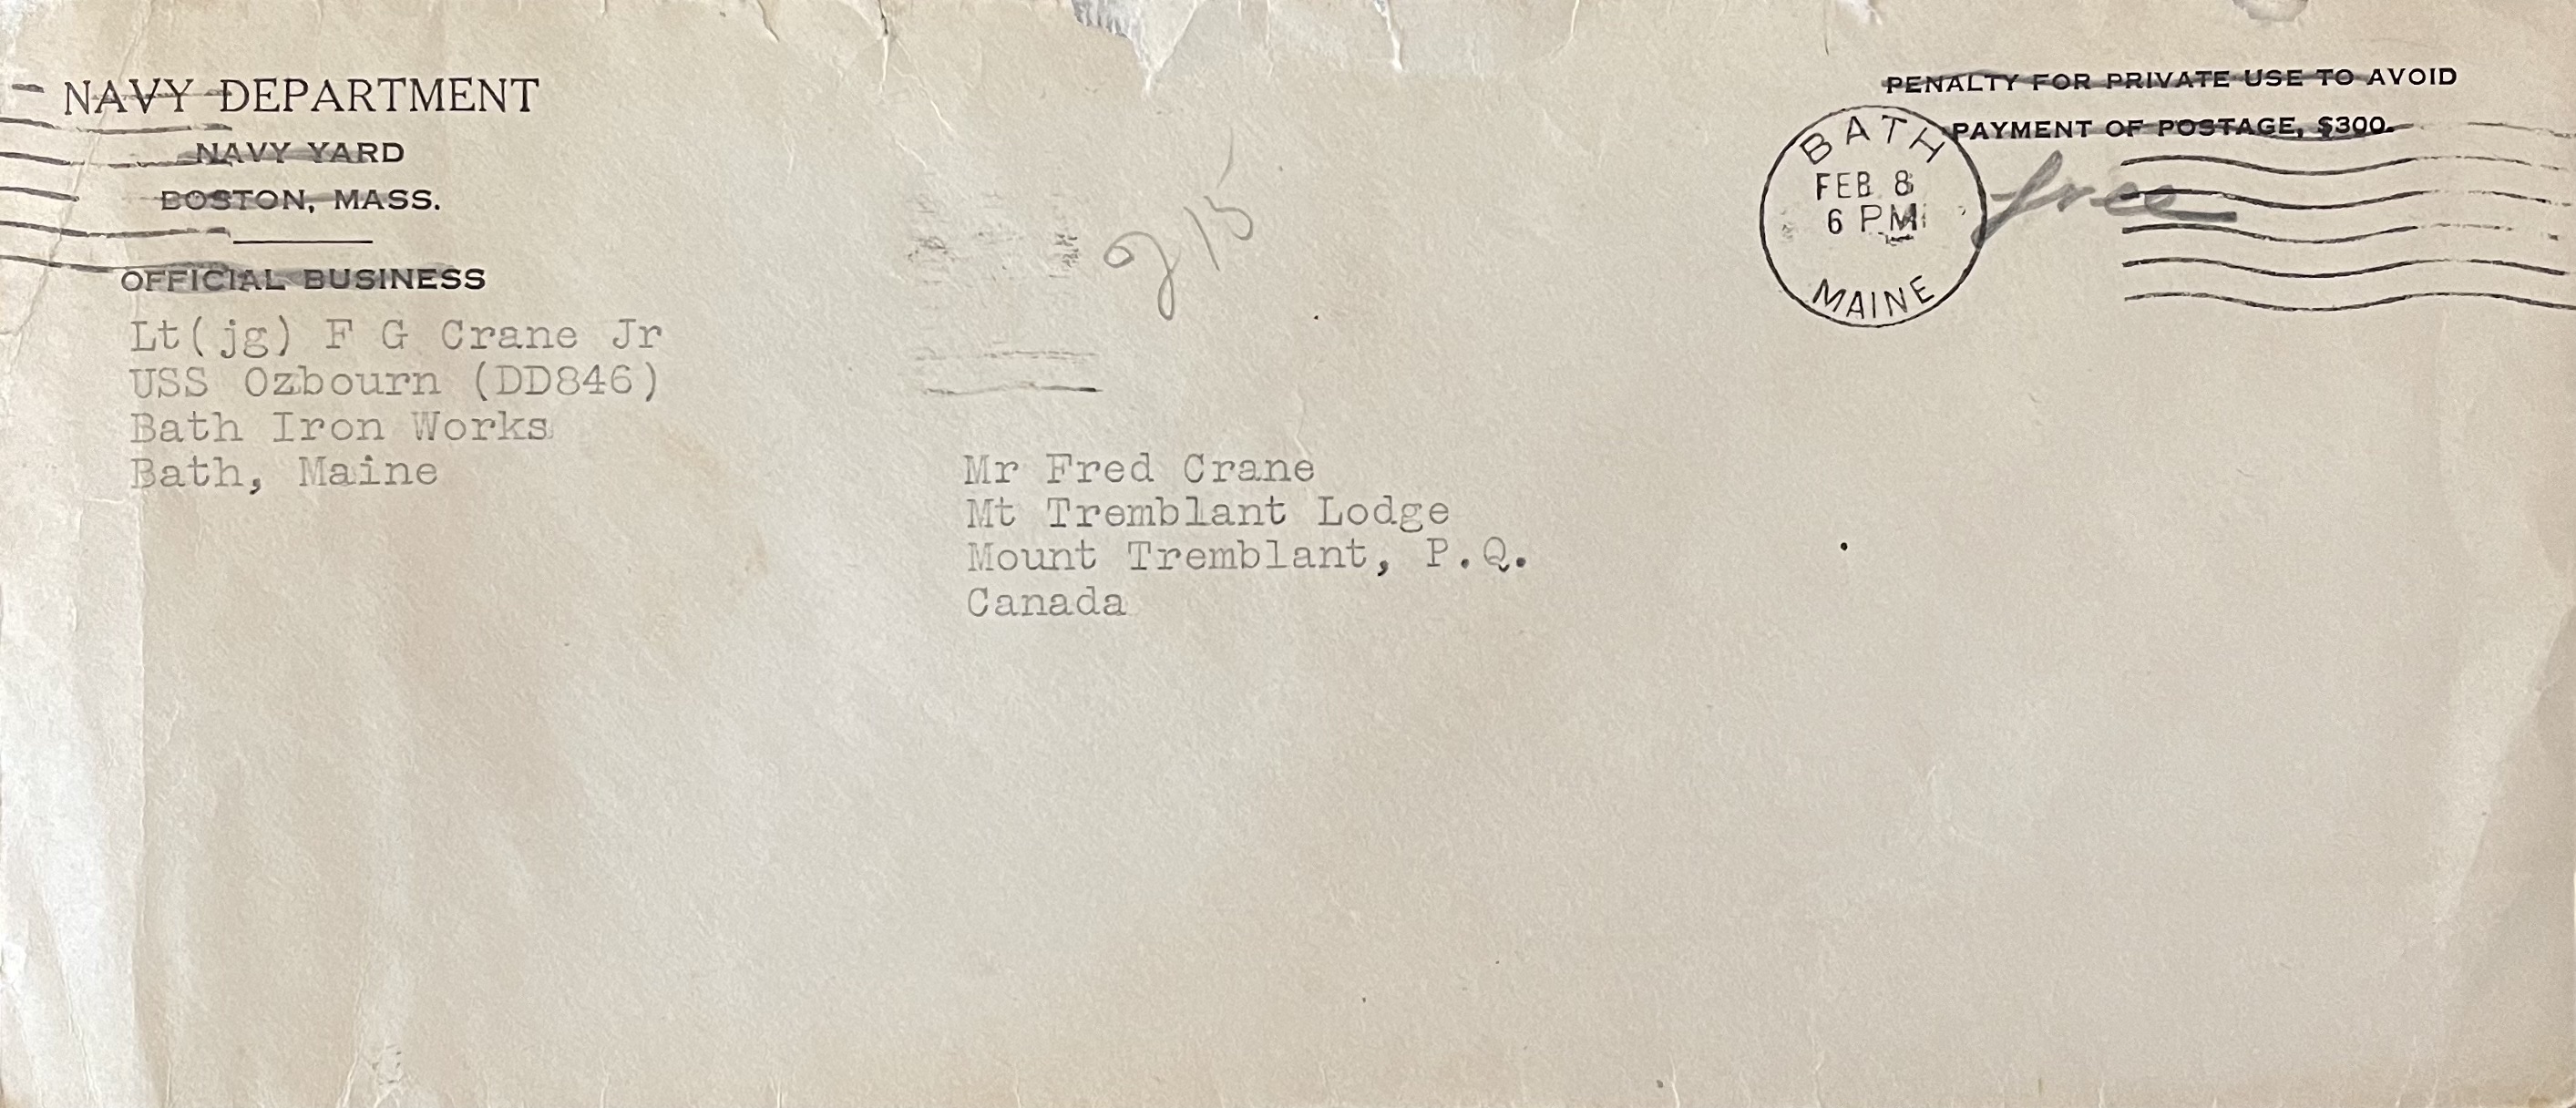 NAVY DEPARTMENT
NAVY YARD
BOSTON, MASS.
OFFICIAL BUSINESS
Lt(jg) F G Crane Jr
USS Ozbourn (DD846)
Bath Iron Works
Bath, Maine
PENALTY FOR PRIVATE USE TO AVOID
PAYMENT OF POSTAGE, $300.
BATH
FEB 8
6 PM
MAINE
free
Mr Fred Crane
Mt Tremblant Lodge
Mount Tremblant, P.Q.
Canada